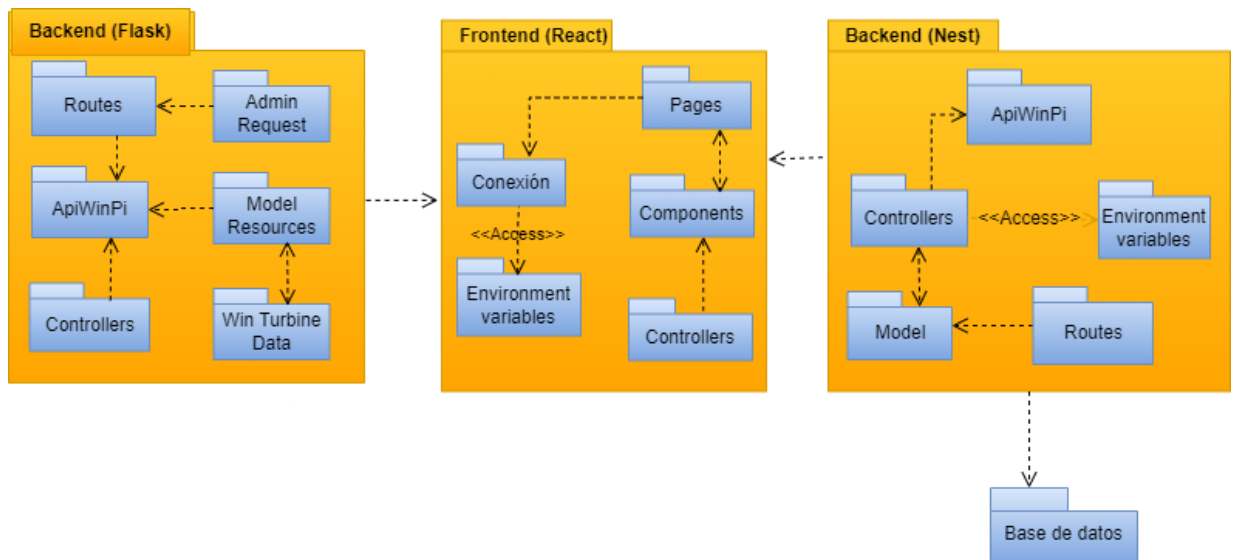 Backend (Flask)
Routes
Admin
Request
ApiWinPi
Model
Resources
Controllers
Win Turbine
Data
Frontend (React)
Pages
Conexión
Components
<<Access>>
Environment
variables
Controllers
Backend (Nest)
ApiWinPi
Controllers
<<Access>>
Environment
variables
Model
Routes
Base de datos